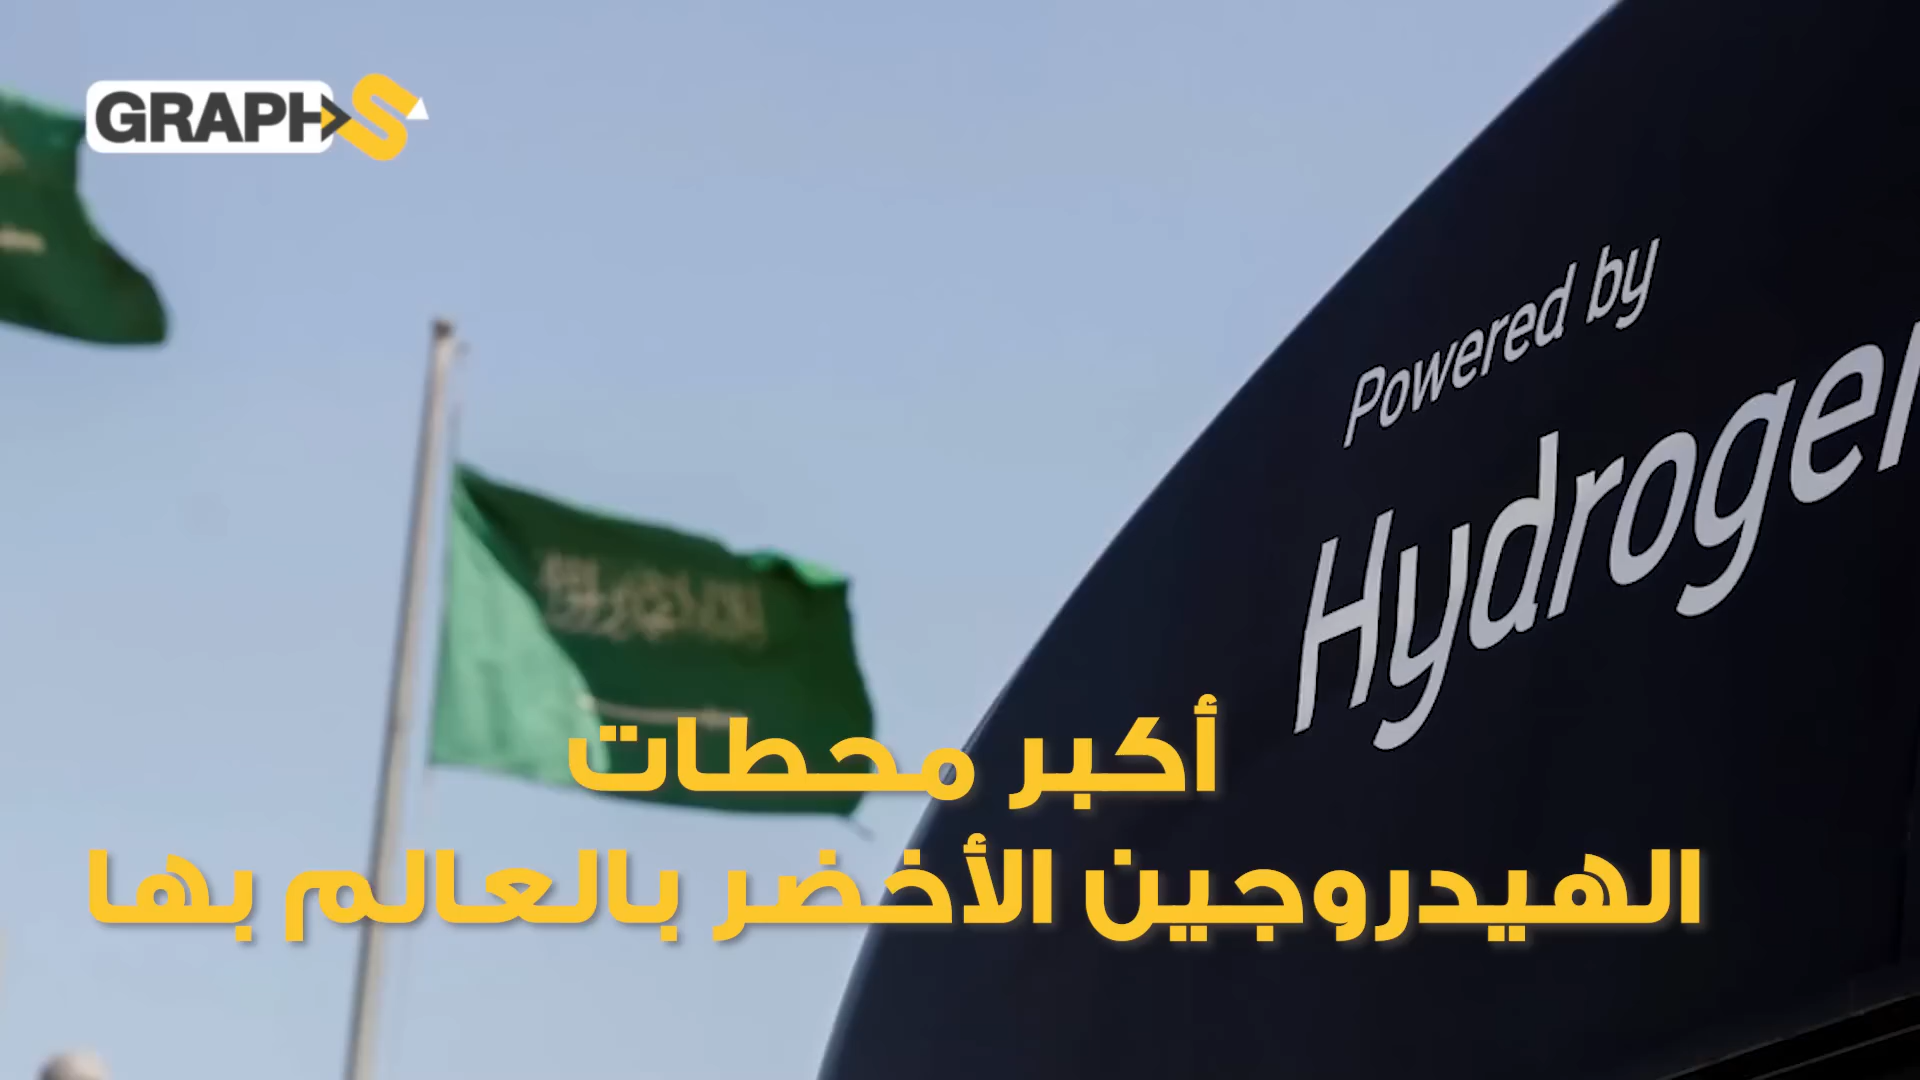 GRAPHS
Powered by
Hydrogen
أكبر محطات
الهيدروجين الأخضر بالعالم بها